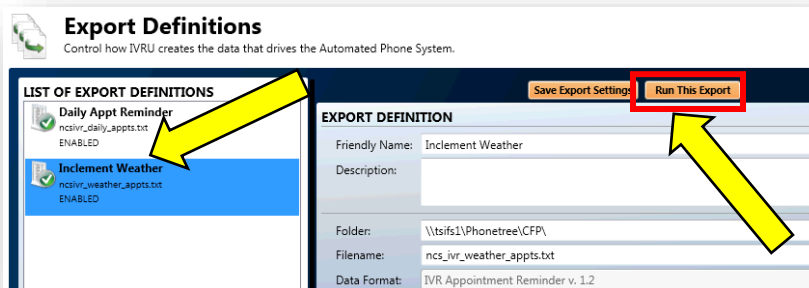 Export Definitions
Control how IVRU creates the data that drives the Automated Phone System.
LIST OF EXPORT DEFINITIONS
Daily Appt Reminder
ncsivr_daily_appts.txt
ENABLED
Inclement Weather
ncsivr_weather_appts.txt
ENABLED
Save Export Settings
Run This Export
EXPORT DEFINITION
Friendly Name: Inclement Weather
Description:
Folder: \\tsifs1\Phonetree\CFP\
Filename: ncs_ivr_weather_appts.txt
Data Format: IVR Appointment Reminder v. 1.2